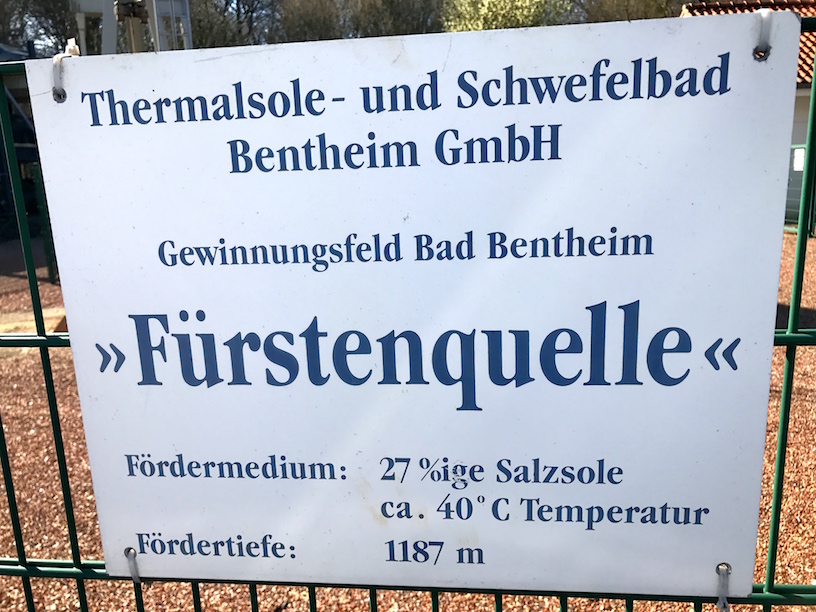 Thermalsole- und Schwefelbad
Bentheim GmbH
Gewinnungsfeld Bad Bentheim
»Fürstenquelle«
Fördermedium: 27%ige Salzsole
ca. 40°C Temperatur
Fördertiefe: 1187 m